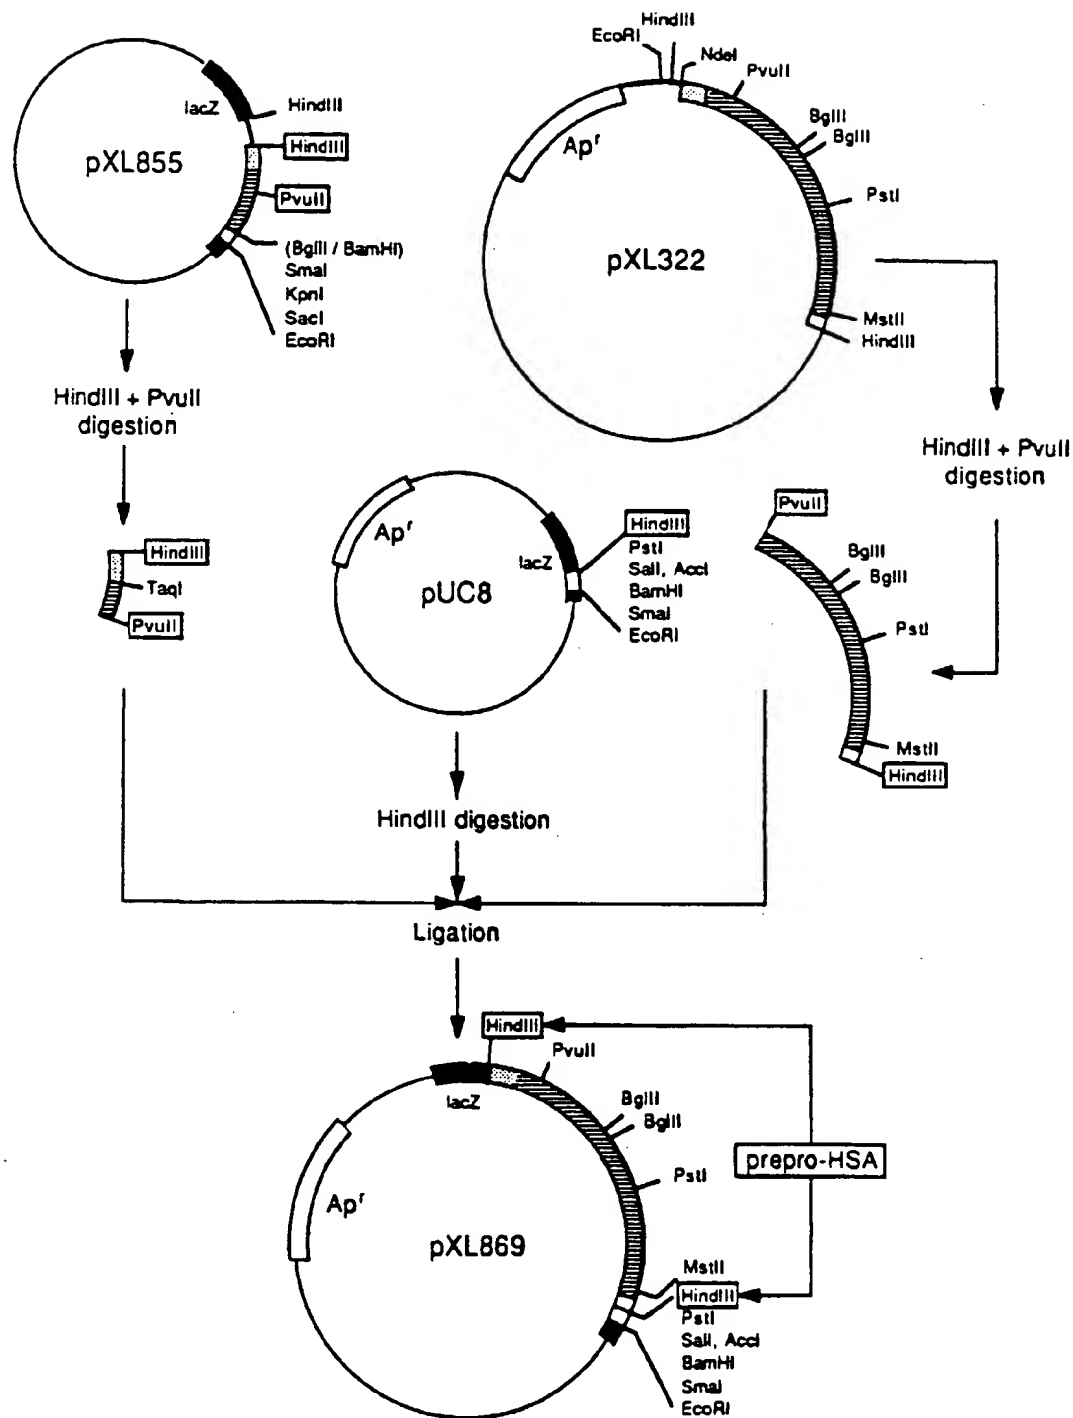 lacZ
HindIII
HindIII
pXL855
PvuII
(BglII / BamHI)
SmaI
KpnI
SacI
EcoRI
HindIII
EcoRI
NdeI
PvuII
BglII
BglII
Ap^r
PstI
pXL322
MstII
HindIII
HindIII + PvuII
digestion
HindIII + PvuII
digestion
HindIII
TaqI
PvuII
Ap^r
lacZ
pUC8
HindIII
PstI
SalI, AccI
BamHI
SmaI
EcoRI
PvuII
BglII
BglII
PstI
MstII
HindIII
HindIII digestion
Ligation
HindIII
PvuII
lacZ
BglII
BglII
prepro-HSA
PstI
Ap^r
pXL869
MstII
HindIII
PstI
SalI, AccI
BamHI
SmaI
EcoRI